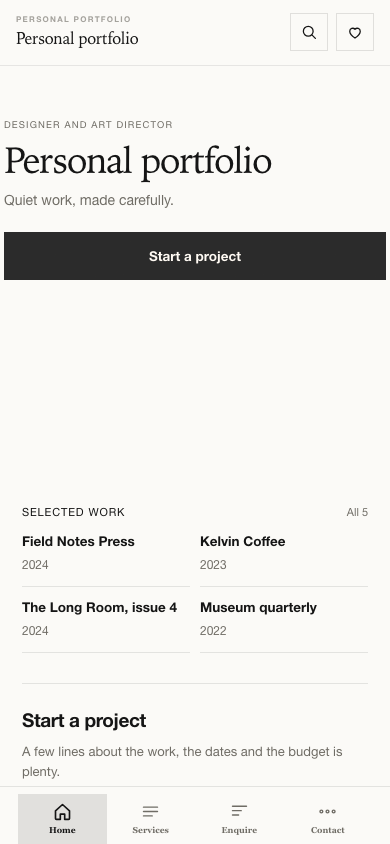 PERSONAL PORTFOLIO
Personal portfolio
DESIGNER AND ART DIRECTOR
Personal portfolio
Quiet work, made carefully.
Start a project
SELECTED WORK
All 5
Field Notes Press
2024
Kelvin Coffee
2023
The Long Room, issue 4
2024
Museum quarterly
2022
Start a project
A few lines about the work, the dates and the budget is
plenty.
Home
Services
Enquire
Contact